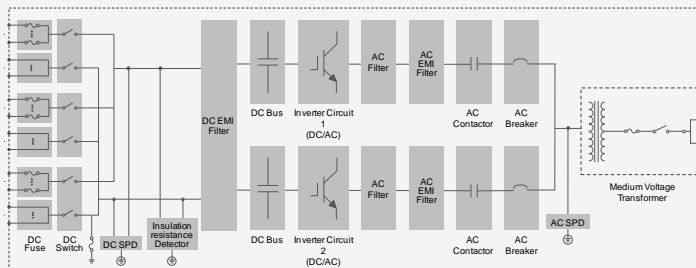 DC EMI
Filter
DC Bus
Inverter Circuit
1
(DC/AC)
AC
Filter
AC
EMI
Filter
AC
Contactor
AC
Breaker
Medium Voltage
Transformer
DC
Fuse
DC
Switch
DC SPD
Insulation
resistance
Detector
DC Bus
Inverter Circuit
2
(DC/AC)
AC
Filter
AC
EMI
Filter
AC
Contactor
AC
Breaker
AC SPD